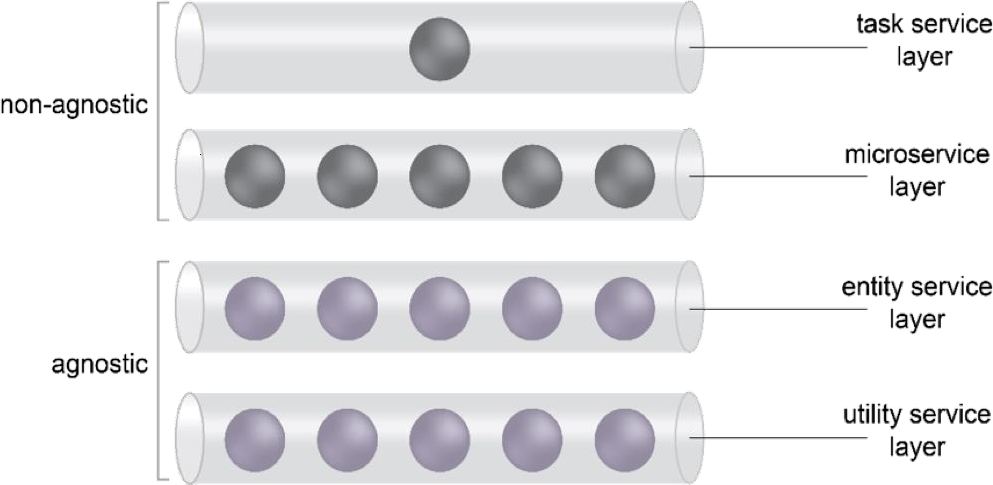 task service
layer
non-agnostic
microservice
layer
entity service
layer
agnostic
utility service
layer